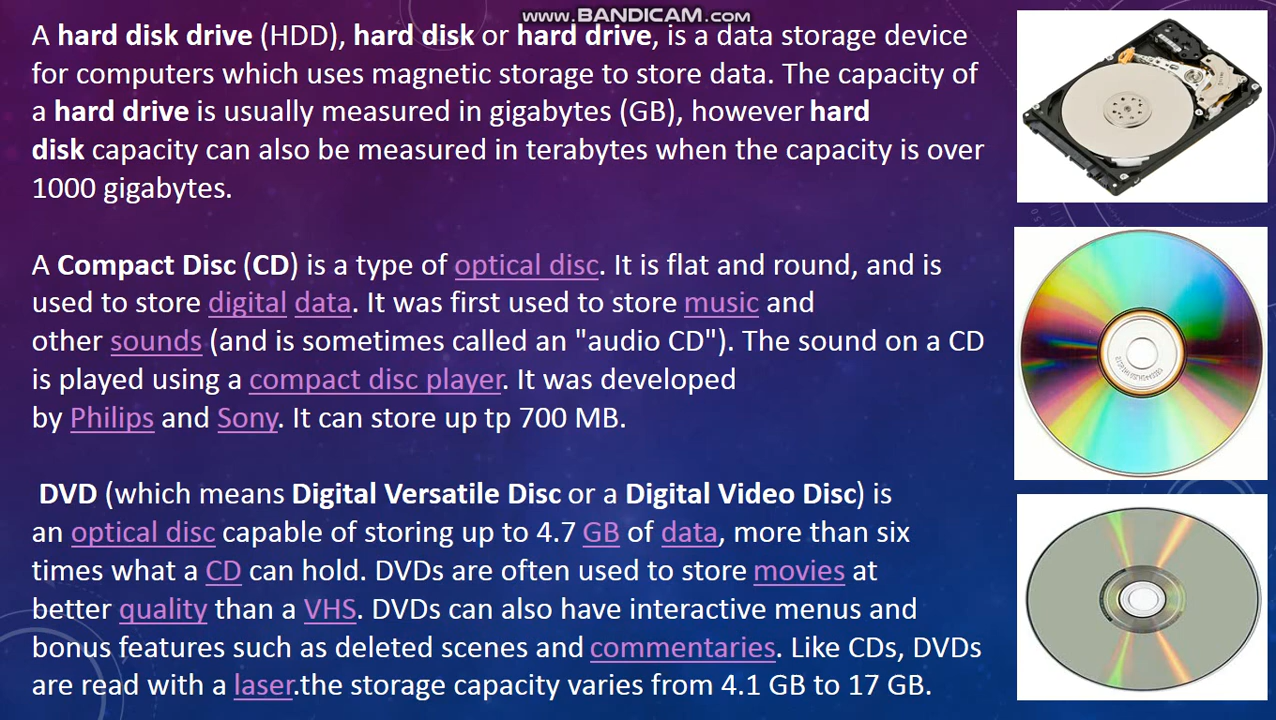 www.BANDICAM.com
A hard disk drive (HDD), hard disk or hard drive, is a data storage device
for computers which uses magnetic storage to store data. The capacity of
a hard drive is usually measured in gigabytes (GB), however hard
disk capacity can also be measured in terabytes when the capacity is over
1000 gigabytes.
A Compact Disc (CD) is a type of optical disc. It is flat and round, and is
used to store digital data. It was first used to store music and
other sounds (and is sometimes called an "audio CD"). The sound on a CD
is played using a compact disc player. It was developed
by Philips and Sony. It can store up tp 700 MB.
DVD (which means Digital Versatile Disc or a Digital Video Disc) is
an optical disc capable of storing up to 4.7 GB of data, more than six
times what a CD can hold. DVDs are often used to store movies at
better quality than a VHS. DVDs can also have interactive menus and
bonus features such as deleted scenes and commentaries. Like CDs, DVDs
are read with a laser.the storage capacity varies from 4.1 GB to 17 GB.